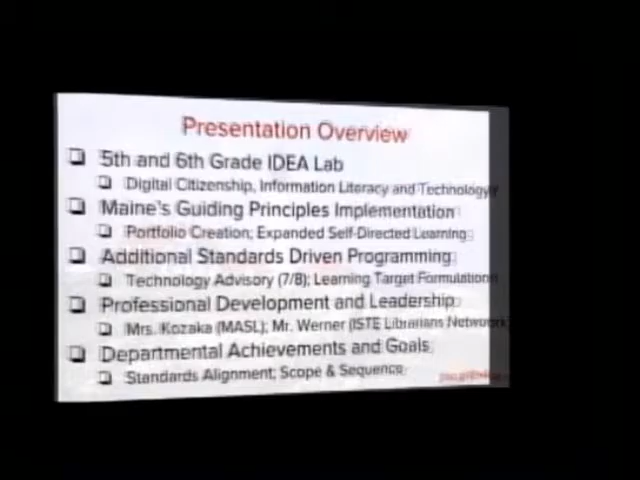 Presentation Overview
5th and 6th Grade IDEA Lab
Digital Citizenship, Information Literacy and Technology
Maine's Guiding Principles Implementation
Portfolio Creation; Expanded Self-Directed Learning
Additional Standards Driven Programming
Technology Advisory (7/8); Learning Target Formulation
Professional Development and Leadership
Mrs. Kozaka (MASL); Mr. Werner (ISTE Librarians Network)
Departmental Achievements and Goals
Standards Alignment; Scope & Sequence